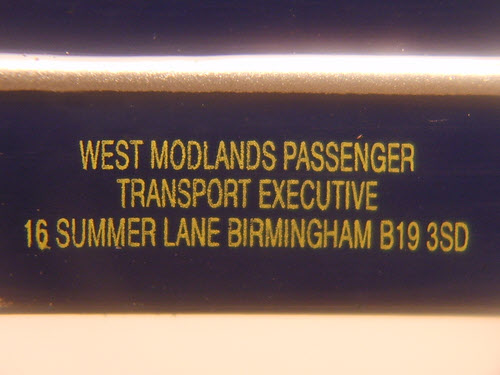 WEST MODLANDS PASSENGER
TRANSPORT EXECUTIVE
16 SUMMER LANE BIRMINGHAM B19 3SD